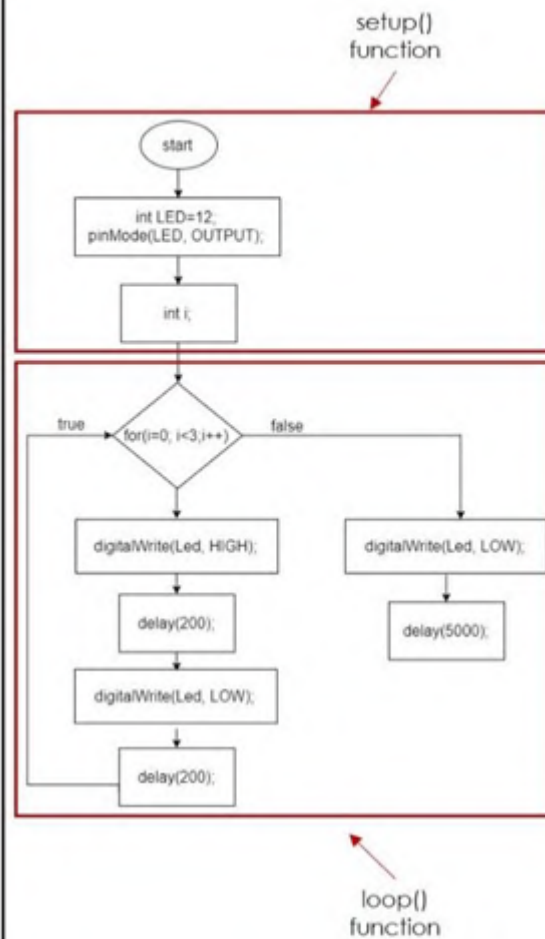 setup()
function
start
int LED=12;
pinMode(LED, OUTPUT);
int i;
true
for(i=0; i<3;i++)
false
digitalWrite(Led, HIGH);
digitalWrite(Led, LOW);
delay(200);
delay(5000);
digitalWrite(Led, LOW);
delay(200);
loop()
function